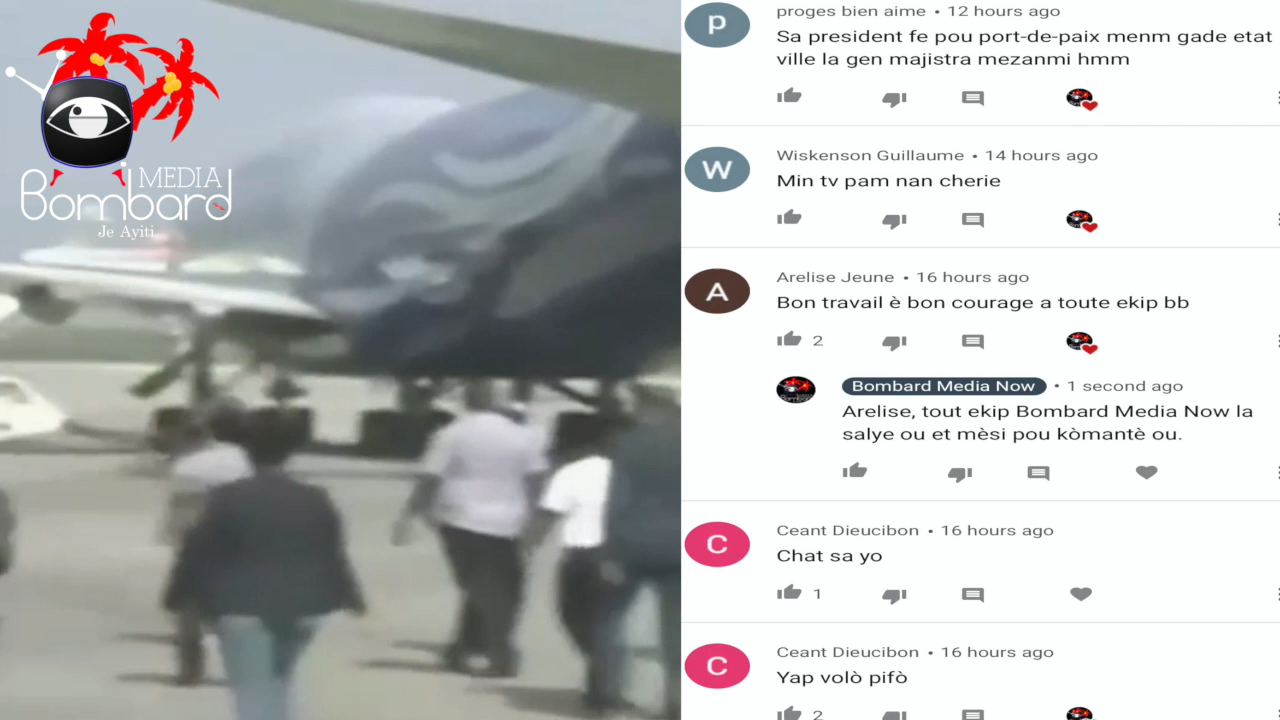 MEDIA
Bombard
Je Ayiti
P
proges bien aime • 12 hours ago
Sa president fe pou port-de-paix menm gade etat
ville la gen majistra mezanmi hmm
W
Wiskenson Guillaume • 14 hours ago
Min tv pam nan cherie
A
Arelise Jeune • 16 hours ago
Bon travail è bon courage a toute ekip bb
2
Bombard Media Now • 1 second ago
Arelise, tout ekip Bombard Media Now la
salye ou et mèsi pou kòmantè ou.
C
Ceant Dieucibon • 16 hours ago
Chat sa yo
1
C
Ceant Dieucibon • 16 hours ago
Yap volò pifò
2